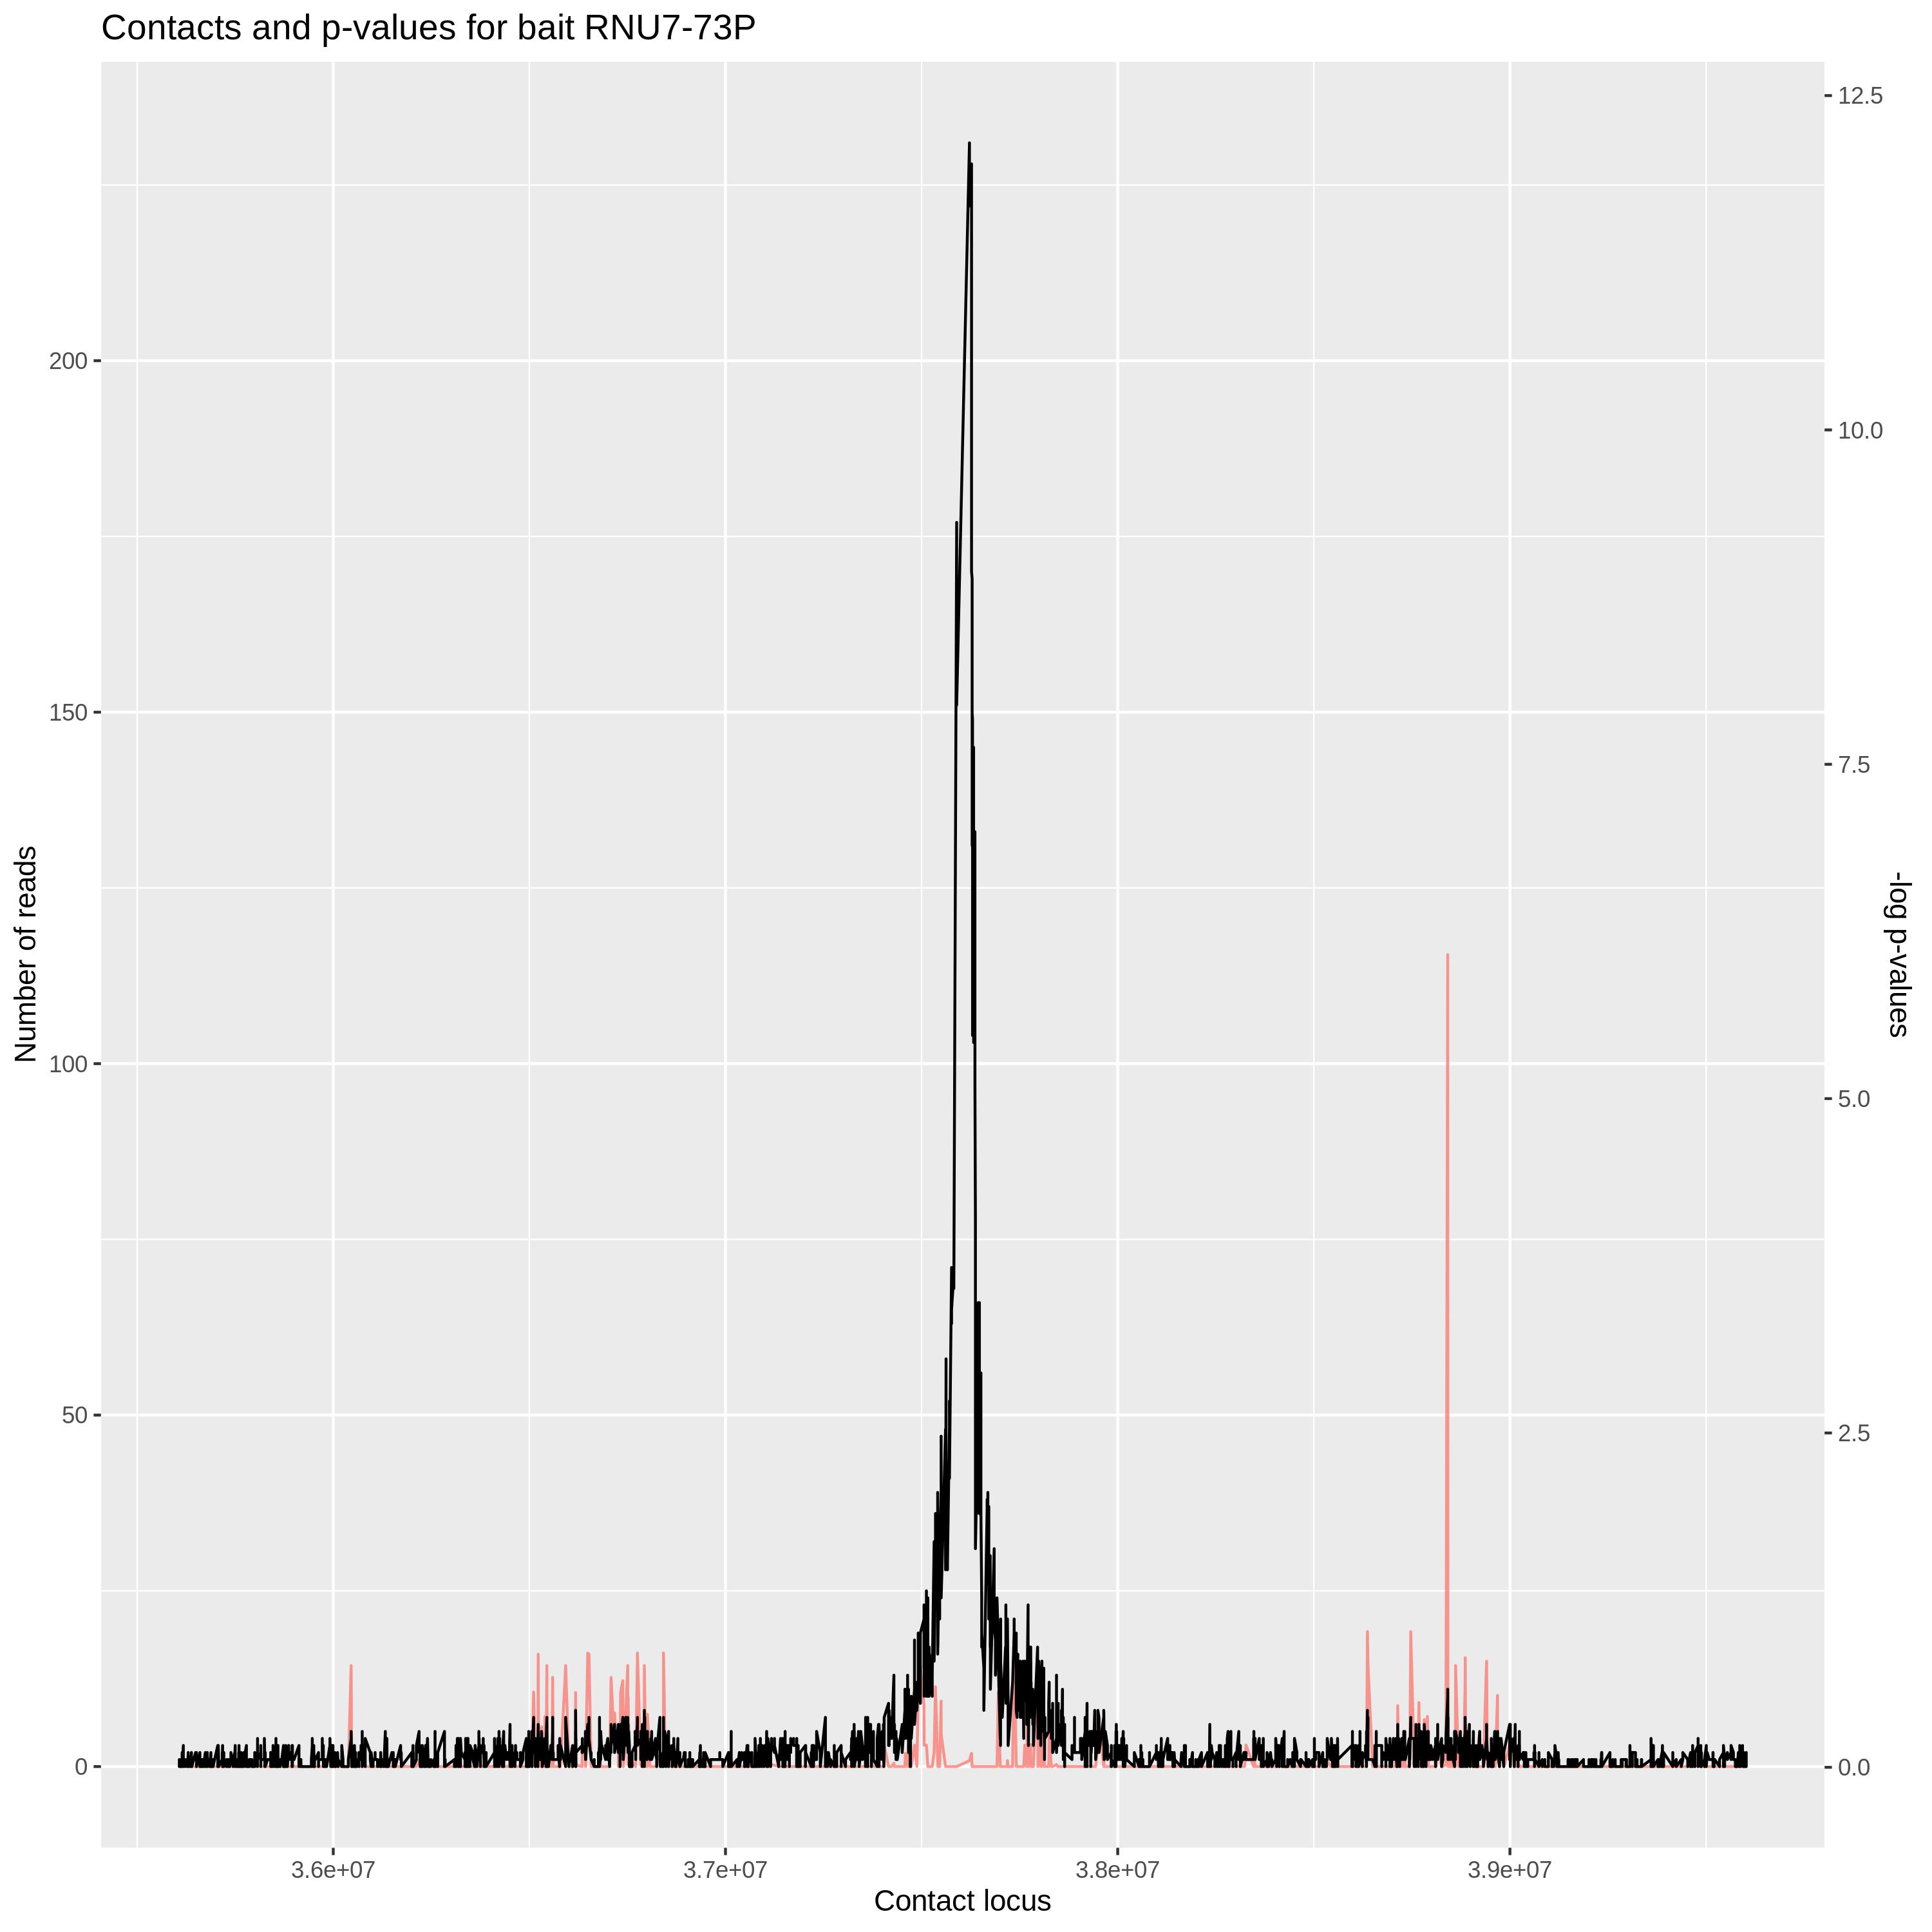 Contacts and p-values for bait RNU7-73P
Number of reads
200
150
100
50
0
12.5
10.0
7.5
5.0
2.5
0.0
-log p-values
3.6e+07
3.7e+07
3.8e+07
3.9e+07
Contact locus